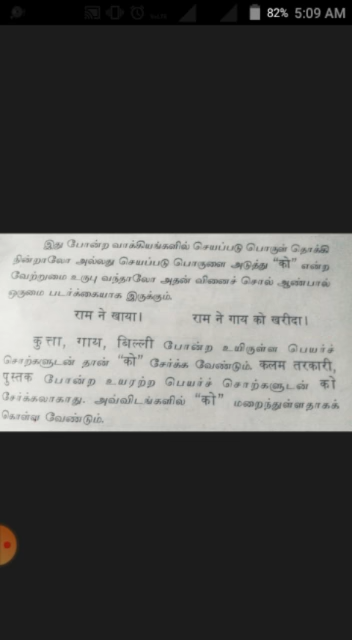 82% 5:09 AM
இது போன்ற வாக்கியங்களில் செயப்படு பொருள் தொக்கி
நின்றாலோ அல்லது செயப்படு பொருளை அடுத்து "को" என்ற
வேற்றுமை உருபு வந்தாலோ அதன் வினைச் சொல் ஆண்பால்
ஒருமை படர்க்கையாக இருக்கும்.
राम ने खाया। राम ने गाय को खरीदा।
कुत्ता, गाय, बिल्ली போன்ற உயிருள்ள பெயர்ச்
சொற்களுடன் தான் "को" சேர்க்க வேண்டும். कलम तरकारी,
पुस्तक போன்ற உயரற்ற பெயர்ச் சொற்களுடன் को
சேர்க்கலாகாது. அவ்விடங்களில் "को" மறைந்துள்ளதாகக்
கொள்ள வேண்டும்.